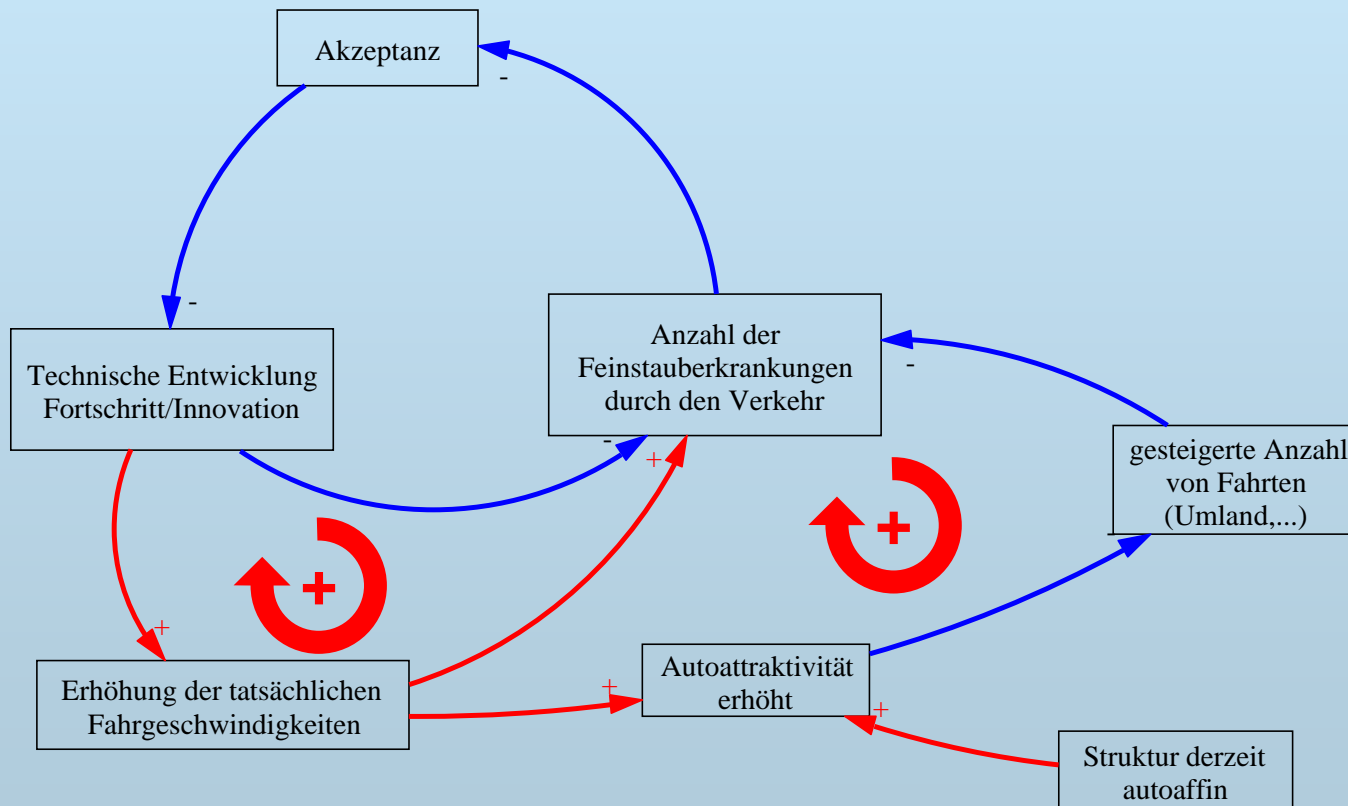 Akzeptanz
-
-
Anzahl der
Feinstauberkrankungen
durch den Verkehr
-
Technische Entwicklung
Fortschritt/Innovation
-
+
gesteigerte Anzahl
von Fahrten
(Umland,...)
-
+
+
+
Erhöhung der tatsächlichen
Fahrgeschwindigkeiten
+
Autoattraktivität
erhöht
+
Struktur derzeit
autoaffin